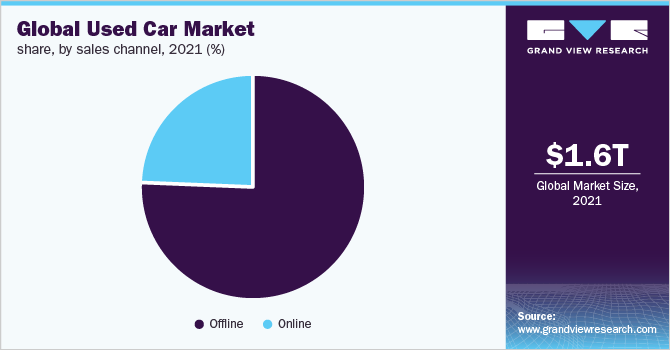 Global Used Car Market
share, by sales channel, 2021 (%)
Offline
Online
GRAND VIEW RESEARCH
$1.6T
Global Market Size,
2021
Source:
www.grandviewresearch.com